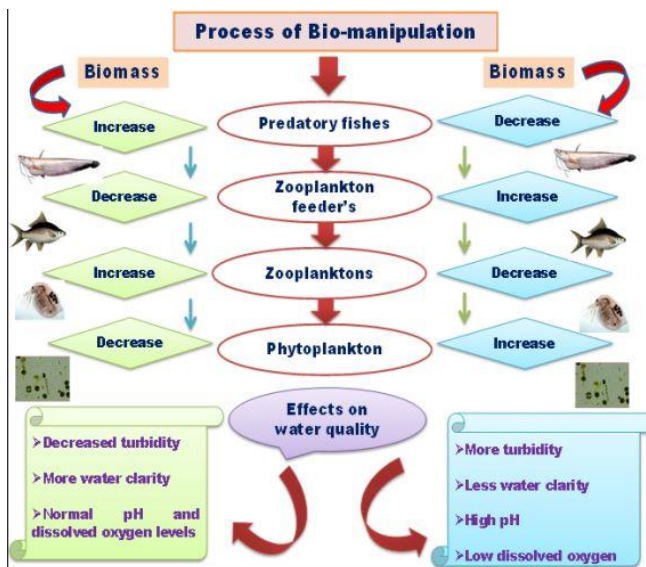 Process of Bio-manipulation
Biomass
Biomass
Increase
Predatory fishes
Decrease
Decrease
Zooplankton
feeder's
Increase
Increase
Zooplanktons
Decrease
Decrease
Phytoplankton
Increase
Effects on
water quality
➢Decreased turbidity
➢More water clarity
➢Normal pH and
dissolved oxygen levels
➢More turbidity
➢Less water clarity
➢High pH
➢Low dissolved oxygen